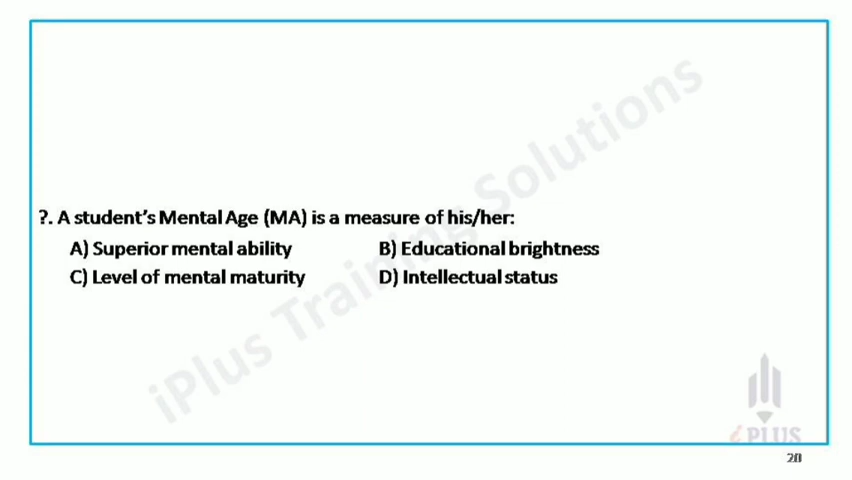 ?. A student's Mental Age (MA) is a measure of his/her:
A) Superior mental ability B) Educational brightness
C) Level of mental maturity D) Intellectual status
iPlus Training Solutions
i PLUS
20